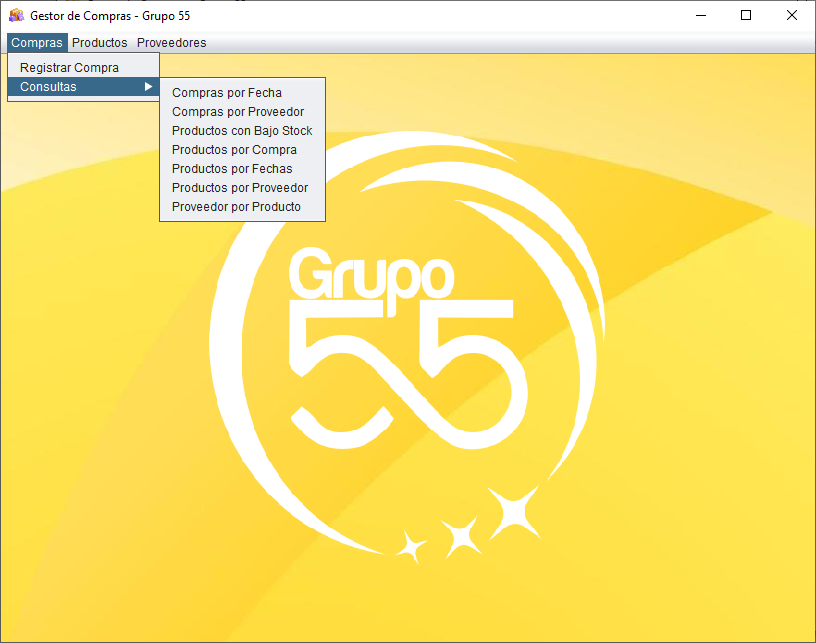 Gestor de Compras - Grupo 55
Compras Productos Proveedores
Registrar Compra
Consultas
Compras por Fecha
Compras por Proveedor
Productos con Bajo Stock
Productos por Compra
Productos por Fechas
Productos por Proveedor
Proveedor por Producto
Grupo
55